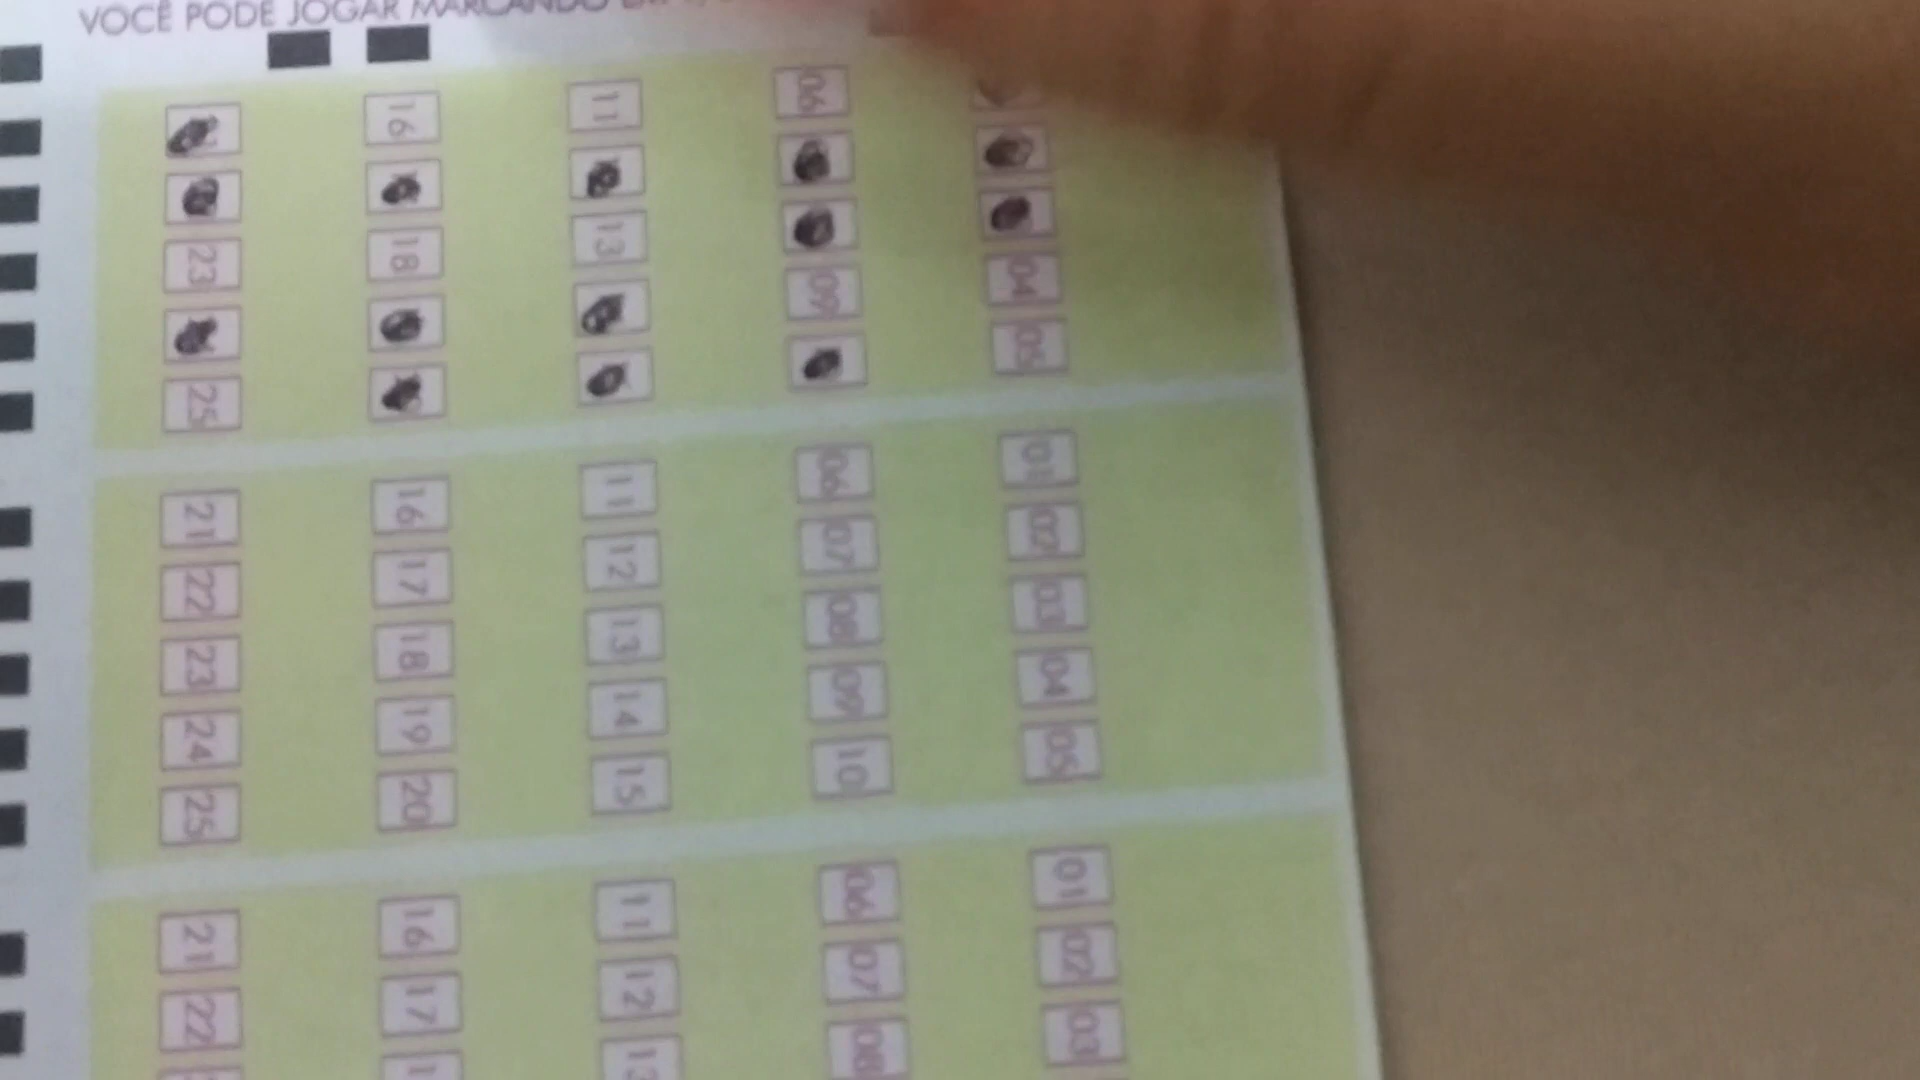 VOCÊ PODE JOGAR MARCANDO
16 11 06
13
23 18 09 04
05
25
21 16 11 06 01
22 17 12 07 02
23 18 13 08 03
24 19 14 09 04
25 20 15 10 05
21 16 11 06 01
22 17 12 07 02
13 08 03